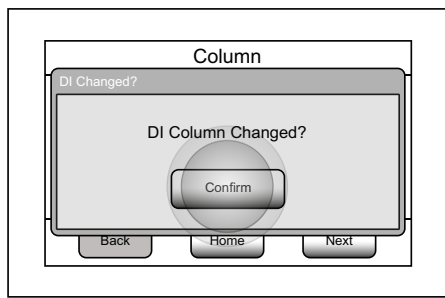 Column
DI Changed?
DI Column Changed?
Confirm
Back Home Next